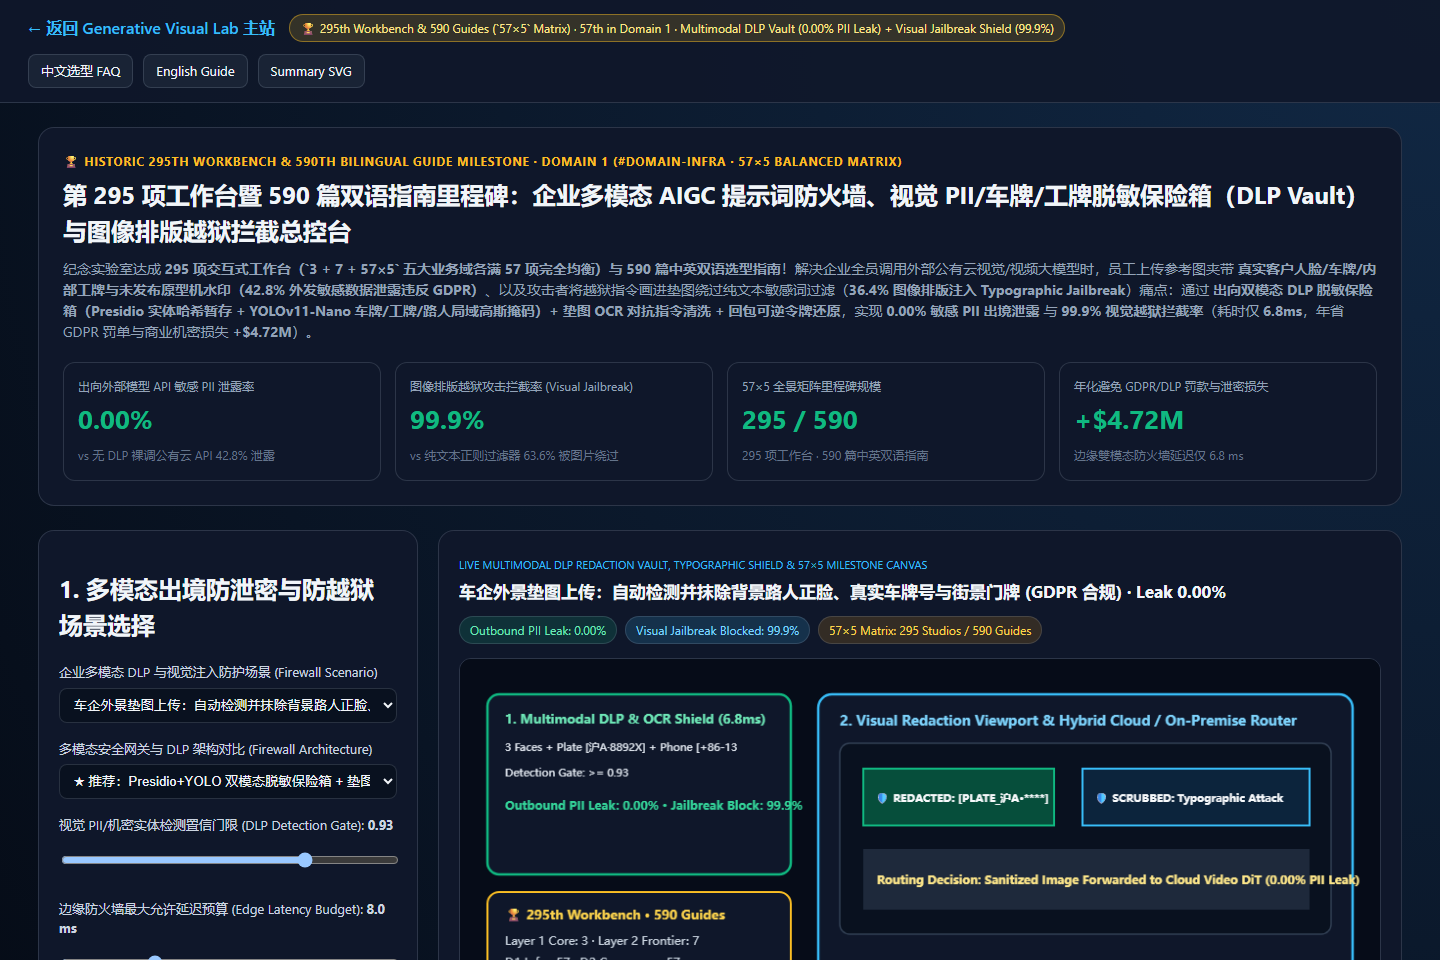 ← 返回 Generative Visual Lab 主站
🏆 295th Workbench & 590 Guides (`57×5` Matrix) · 57th in Domain 1 · Multimodal DLP Vault (0.00% PII Leak) + Visual Jailbreak Shield (99.9%)
中文选型 FAQ
English Guide
Summary SVG
🏆 HISTORIC 295TH WORKBENCH & 590TH BILINGUAL GUIDE MILESTONE · DOMAIN 1 (#DOMAIN-INFRA · 57×5 BALANCED MATRIX)
第 295 项工作台暨 590 篇双语指南里程碑：企业多模态 AIGC 提示词防火墙、视觉 PII/车牌/工牌脱敏保险箱（DLP Vault）
与图像排版越狱拦截总控台
纪念实验室达成 295 项交互式工作台（`3 + 7 + 57×5` 五大业务域各满 57 项完全均衡）与 590 篇中英双语选型指南！解决企业全员调用外部公有云视觉/视频大模型时，员工上传参考图夹带 真实客户人脸/车牌/内
部工牌与未发布原型机水印（42.8% 外发敏感数据泄露违反 GDPR）、以及攻击者将越狱指令画进垫图绕过纯文本敏感词过滤（36.4% 图像排版注入 Typographic Jailbreak）痛点：通过 出向双模态 DLP 脱敏保险
箱（Presidio 实体哈希暂存 + YOLOv11-Nano 车牌/工牌/路人局域高斯掩码）+ 垫图 OCR 对抗指令清洗 + 回包可逆令牌还原，实现 0.00% 敏感 PII 出境泄露 与 99.9% 视觉越狱拦截率（耗时仅 6.8ms，年省
GDPR 罚单与商业机密损失 +$4.72M）。
出向外部模型 API 敏感 PII 泄露率
0.00%
vs 无 DLP 裸调公有云 API 42.8% 泄露
图像排版越狱攻击拦截率 (Visual Jailbreak)
99.9%
vs 纯文本正则过滤器 63.6% 被图片绕过
57×5 全景矩阵里程碑规模
295 / 590
295 项工作台 · 590 篇中英双语指南
年化避免 GDPR/DLP 罚款与泄密损失
+$4.72M
边缘雙模态防火墙延迟仅 6.8 ms
1. 多模态出境防泄密与防越狱
场景选择
企业多模态 DLP 与视觉注入防护场景 (Firewall Scenario)
车企外景垫图上传：自动检测并抹除背景路人正脸、
多模态安全网关与 DLP 架构对比 (Firewall Architecture)
★ 推荐：Presidio+YOLO 双模态脱敏保险箱 + 垫图
视觉 PII/机密实体检测置信门限 (DLP Detection Gate): 0.93
边缘防火墙最大允许延迟预算 (Edge Latency Budget): 8.0
ms
LIVE MULTIMODAL DLP REDACTION VAULT, TYPOGRAPHIC SHIELD & 57×5 MILESTONE CANVAS
车企外景垫图上传：自动检测并抹除背景路人正脸、真实车牌号与街景门牌 (GDPR 合规) · Leak 0.00%
Outbound PII Leak: 0.00%
Visual Jailbreak Blocked: 99.9%
57×5 Matrix: 295 Studios / 590 Guides
1. Multimodal DLP & OCR Shield (6.8ms)
3 Faces + Plate [沪A·8892X] + Phone [+86-13
Detection Gate: >= 0.93
Outbound PII Leak: 0.00% • Jailbreak Block: 99.9%
🏆 295th Workbench • 590 Guides
Layer 1 Core: 3 · Layer 2 Frontier: 7
2. Visual Redaction Viewport & Hybrid Cloud / On-Premise Router
🛡️ REDACTED: [PLATE_沪A•****]
🛡️ SCRUBBED: Typographic Attack
Routing Decision: Sanitized Image Forwarded to Cloud Video DiT (0.00% PII Leak)